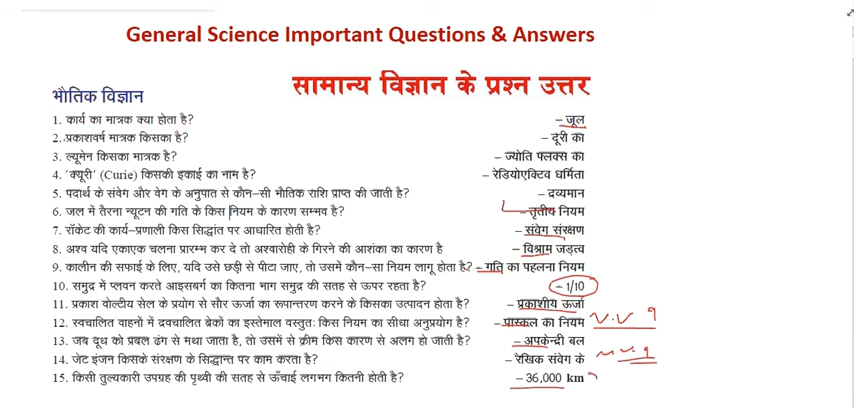 General Science Important Questions & Answers
सामान्य विज्ञान के प्रश्न उत्तर
भौतिक विज्ञान
1. कार्य का मात्रक क्या होता है? – जूल
2. प्रकाशवर्ष मात्रक किसका है? – दूरी का
3. ल्यूमेन किसका मात्रक है? – ज्योति फ्लक्स का
4. ‘क्यूरी’ (Curie) किसकी इकाई का नाम है? – रेडियोएक्टिव धर्मिता
5. पदार्थ के संवेग और वेग के अनुपात से कौन–सी भौतिक राशि प्राप्त की जाती है? – द्रव्यमान
6. जल में तैरना न्यूटन की गति के किस नियम के कारण सम्भव है? – तृतीय नियम
7. रॉकेट की कार्य–प्रणाली किस सिद्धांत पर आधारित होती है? – संवेग संरक्षण
8. अश्व यदि एकाएक चलना प्रारम्भ कर दे तो अश्वारोही के गिरने की आशंका का कारण है – विश्राम जड़त्व
9. कालीन की सफाई के लिए, यदि उसे छड़ी से पीटा जाए, तो उसमें कौन–सा नियम लागू होता है? – गति का पहलना नियम
10. समुद्र में प्लवन करते आइसबर्ग का कितना भाग समुद्र की सतह से ऊपर रहता है? – 1/10
11. प्रकाश वोल्टीय सेल के प्रयोग से सौर ऊर्जा का रूपान्तरण करने के किसका उत्पादन होता है? – प्रकाशीय ऊर्जा
12. स्वचालित वाहनों में द्रवचालित ब्रेकों का इस्तेमाल वस्तुतः किस नियम का सीधा अनुप्रयोग है? – पास्कल का नियम
13. जब दूध को प्रबल ढंग से मथा जाता है, तो उसमें से क्रीम किस कारण से अलग हो जाती है? – अपकेन्द्री बल
14. जेट इंजन किसके संरक्षण के सिद्धान्त पर काम करता है? – रेखिक संवेग के
15. किसी तुल्यकारी उपग्रह की पृथ्वी की सतह से ऊँचाई लगभग कितनी होती है? – 36,000 km